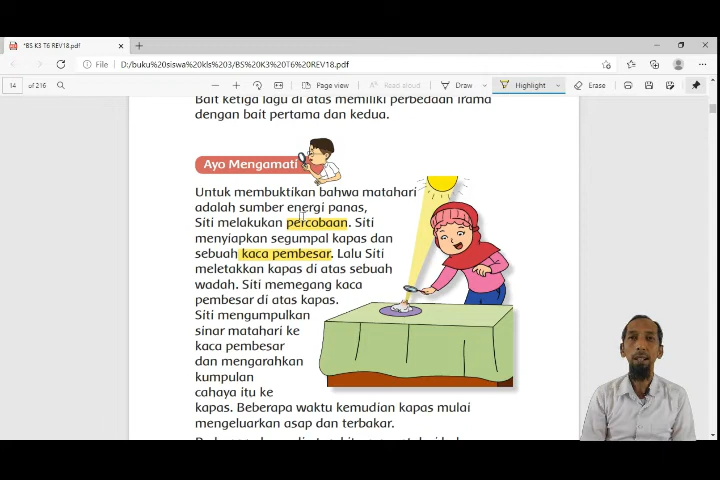 *BS K3 T6 REV18.pdf
File
D:/buku%20siswa%20kls%203/BS%20K3%20T6%20REV18.pdf
14
of 216
Page view
Read aloud
Draw
Highlight
Erase
Bait ketiga lagu di atas memiliki perbedaan irama
dengan bait pertama dan kedua.
Ayo Mengamati
Untuk membuktikan bahwa matahari
adalah sumber energi panas,
Siti melakukan percobaan. Siti
menyiapkan segumpal kapas dan
sebuah kaca pembesar. Lalu Siti
meletakkan kapas di atas sebuah
wadah. Siti memegang kaca
pembesar di atas kapas.
Siti mengumpulkan
sinar matahari ke
kaca pembesar
dan mengarahkan
kumpulan
cahaya itu ke
kapas. Beberapa waktu kemudian kapas mulai
mengeluarkan asap dan terbakar.